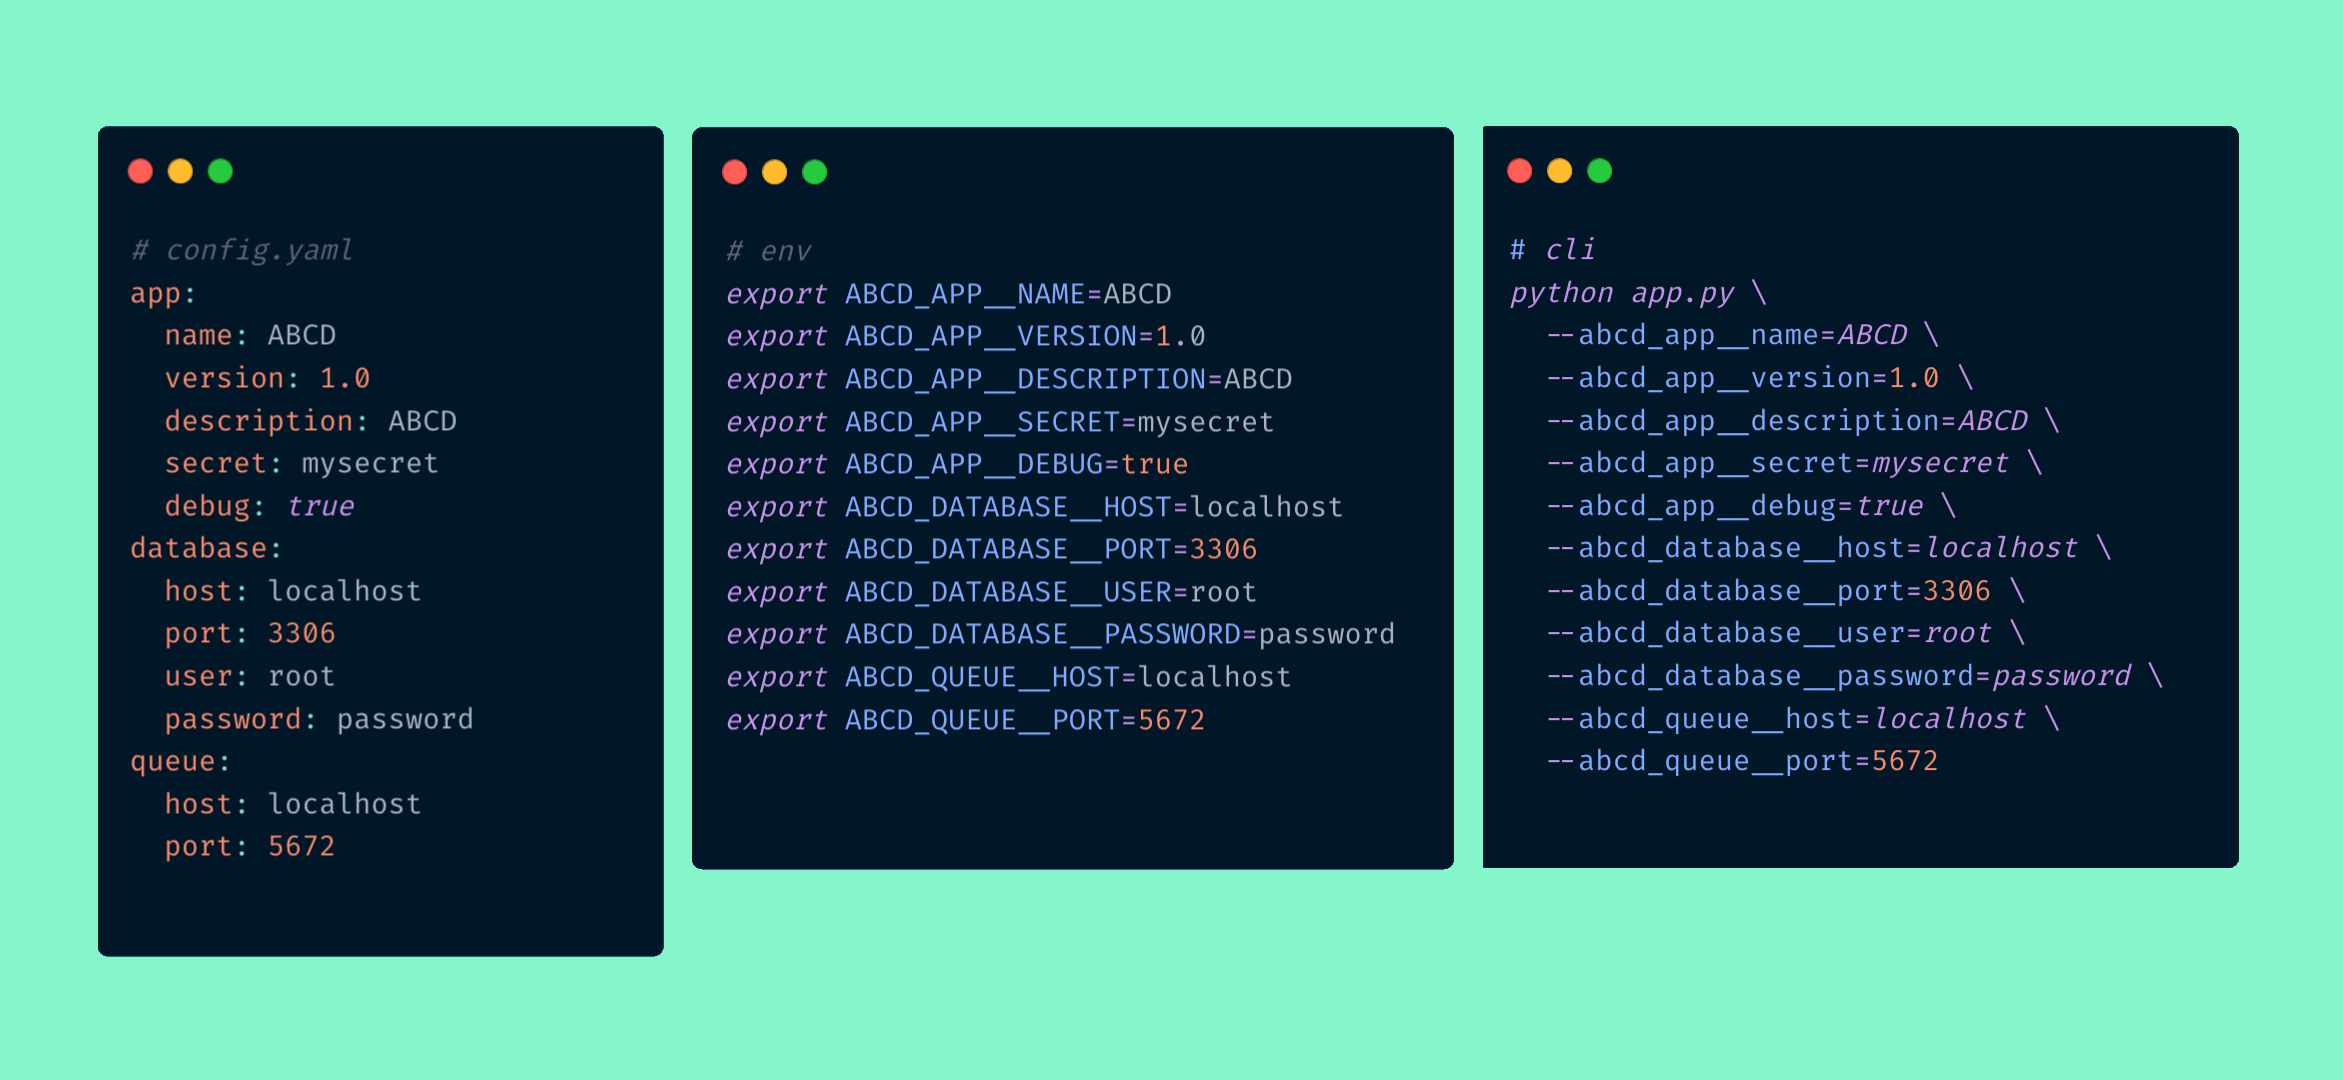 # config.yaml
app:
  name: ABCD
  version: 1.0
  description: ABCD
  secret: mysecret
  debug: true
database:
  host: localhost
  port: 3306
  user: root
  password: password
queue:
  host: localhost
  port: 5672
# env
export ABCD_APP__NAME=ABCD
export ABCD_APP__VERSION=1.0
export ABCD_APP__DESCRIPTION=ABCD
export ABCD_APP__SECRET=mysecret
export ABCD_APP__DEBUG=true
export ABCD_DATABASE__HOST=localhost
export ABCD_DATABASE__PORT=3306
export ABCD_DATABASE__USER=root
export ABCD_DATABASE__PASSWORD=password
export ABCD_QUEUE__HOST=localhost
export ABCD_QUEUE__PORT=5672
# cli
python app.py \
  --abcd_app__name=ABCD \
  --abcd_app__version=1.0 \
  --abcd_app__description=ABCD \
  --abcd_app__secret=mysecret \
  --abcd_app__debug=true \
  --abcd_database__host=localhost \
  --abcd_database__port=3306 \
  --abcd_database__user=root \
  --abcd_database__password=password \
  --abcd_queue__host=localhost \
  --abcd_queue__port=5672